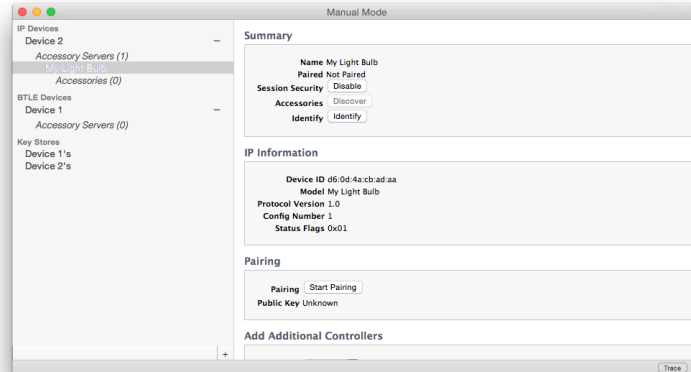 Manual Mode
IP Devices
Device 2 −
Accessory Servers (1)
My Light Bulb
Accessories (0)
BTLE Devices
Device 1 −
Accessory Servers (0)
Key Stores
Device 1's
Device 2's
+
Summary
Name My Light Bulb
Paired Not Paired
Session Security Disable
Accessories Discover
Identify Identify
IP Information
Device ID d6:0d:4a:cb:ad:aa
Model My Light Bulb
Protocol Version 1.0
Config Number 1
Status Flags 0x01
Pairing
Pairing Start Pairing
Public Key Unknown
Add Additional Controllers
Trace